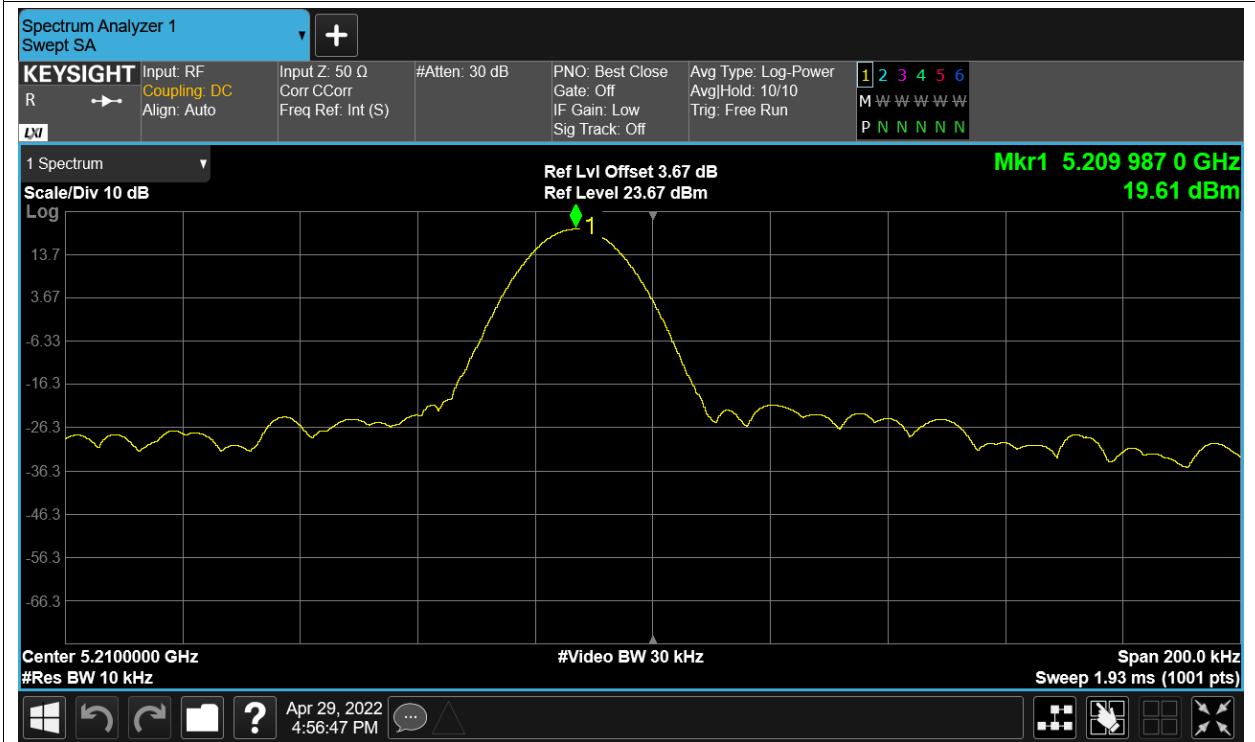 Spectrum Analyzer 1
Swept SA
+
KEYSIGHT
R
LXI
Input: RF
Coupling: DC
Align: Auto
Input Z: 50 Ω
Corr CCorr
Freq Ref: Int (S)
#Atten: 30 dB
PNO: Best Close
Gate: Off
IF Gain: Low
Sig Track: Off
Avg Type: Log-Power
Avg|Hold: 10/10
Trig: Free Run
1 2 3 4 5 6
M W W W W W
P N N N N N
1 Spectrum
Scale/Div 10 dB
Log
Ref Lvl Offset 3.67 dB
Ref Level 23.67 dBm
Mkr1 5.209 987 0 GHz
19.61 dBm
1
13.7
3.67
-6.33
-16.3
-26.3
-36.3
-46.3
-56.3
-66.3
Center 5.2100000 GHz
#Res BW 10 kHz
#Video BW 30 kHz
Span 200.0 kHz
Sweep 1.93 ms (1001 pts)
?
Apr 29, 2022
4:56:47 PM